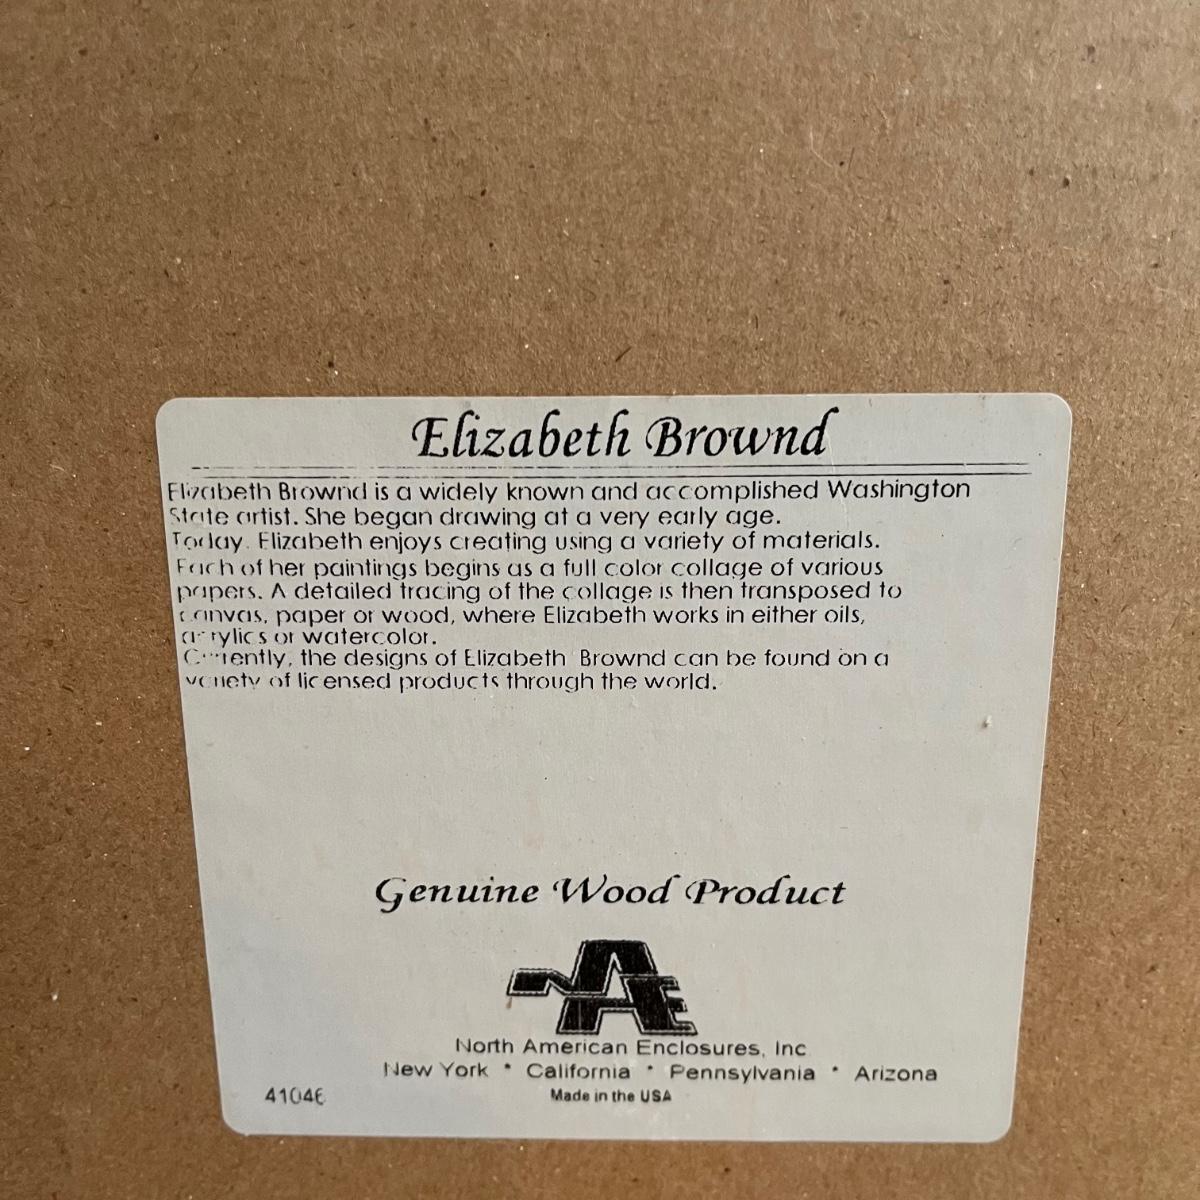 Elizabeth Brownd
Elizabeth Brownd is a widely known and accomplished Washington
State artist. She began drawing at a very early age.
Today. Elizabeth enjoys creating using a variety of materials.
Each of her paintings begins as a full color collage of various
papers. A detailed tracing of the collage is then transposed to
canvas, paper or wood, where Elizabeth works in either oils,
acrylics or watercolor.
Currently, the designs of Elizabeth Brownd can be found on a
variety of licensed products through the world.
Genuine Wood Product
NAE
North American Enclosures, Inc
New York * California * Pennsylvania * Arizona
41046
Made in the USA